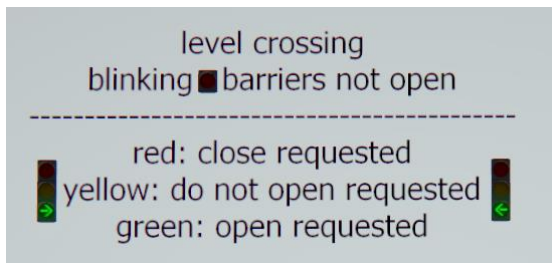 level crossing
blinking barriers not open
--------------------------------------------
red: close requested
yellow: do not open requested
green: open requested